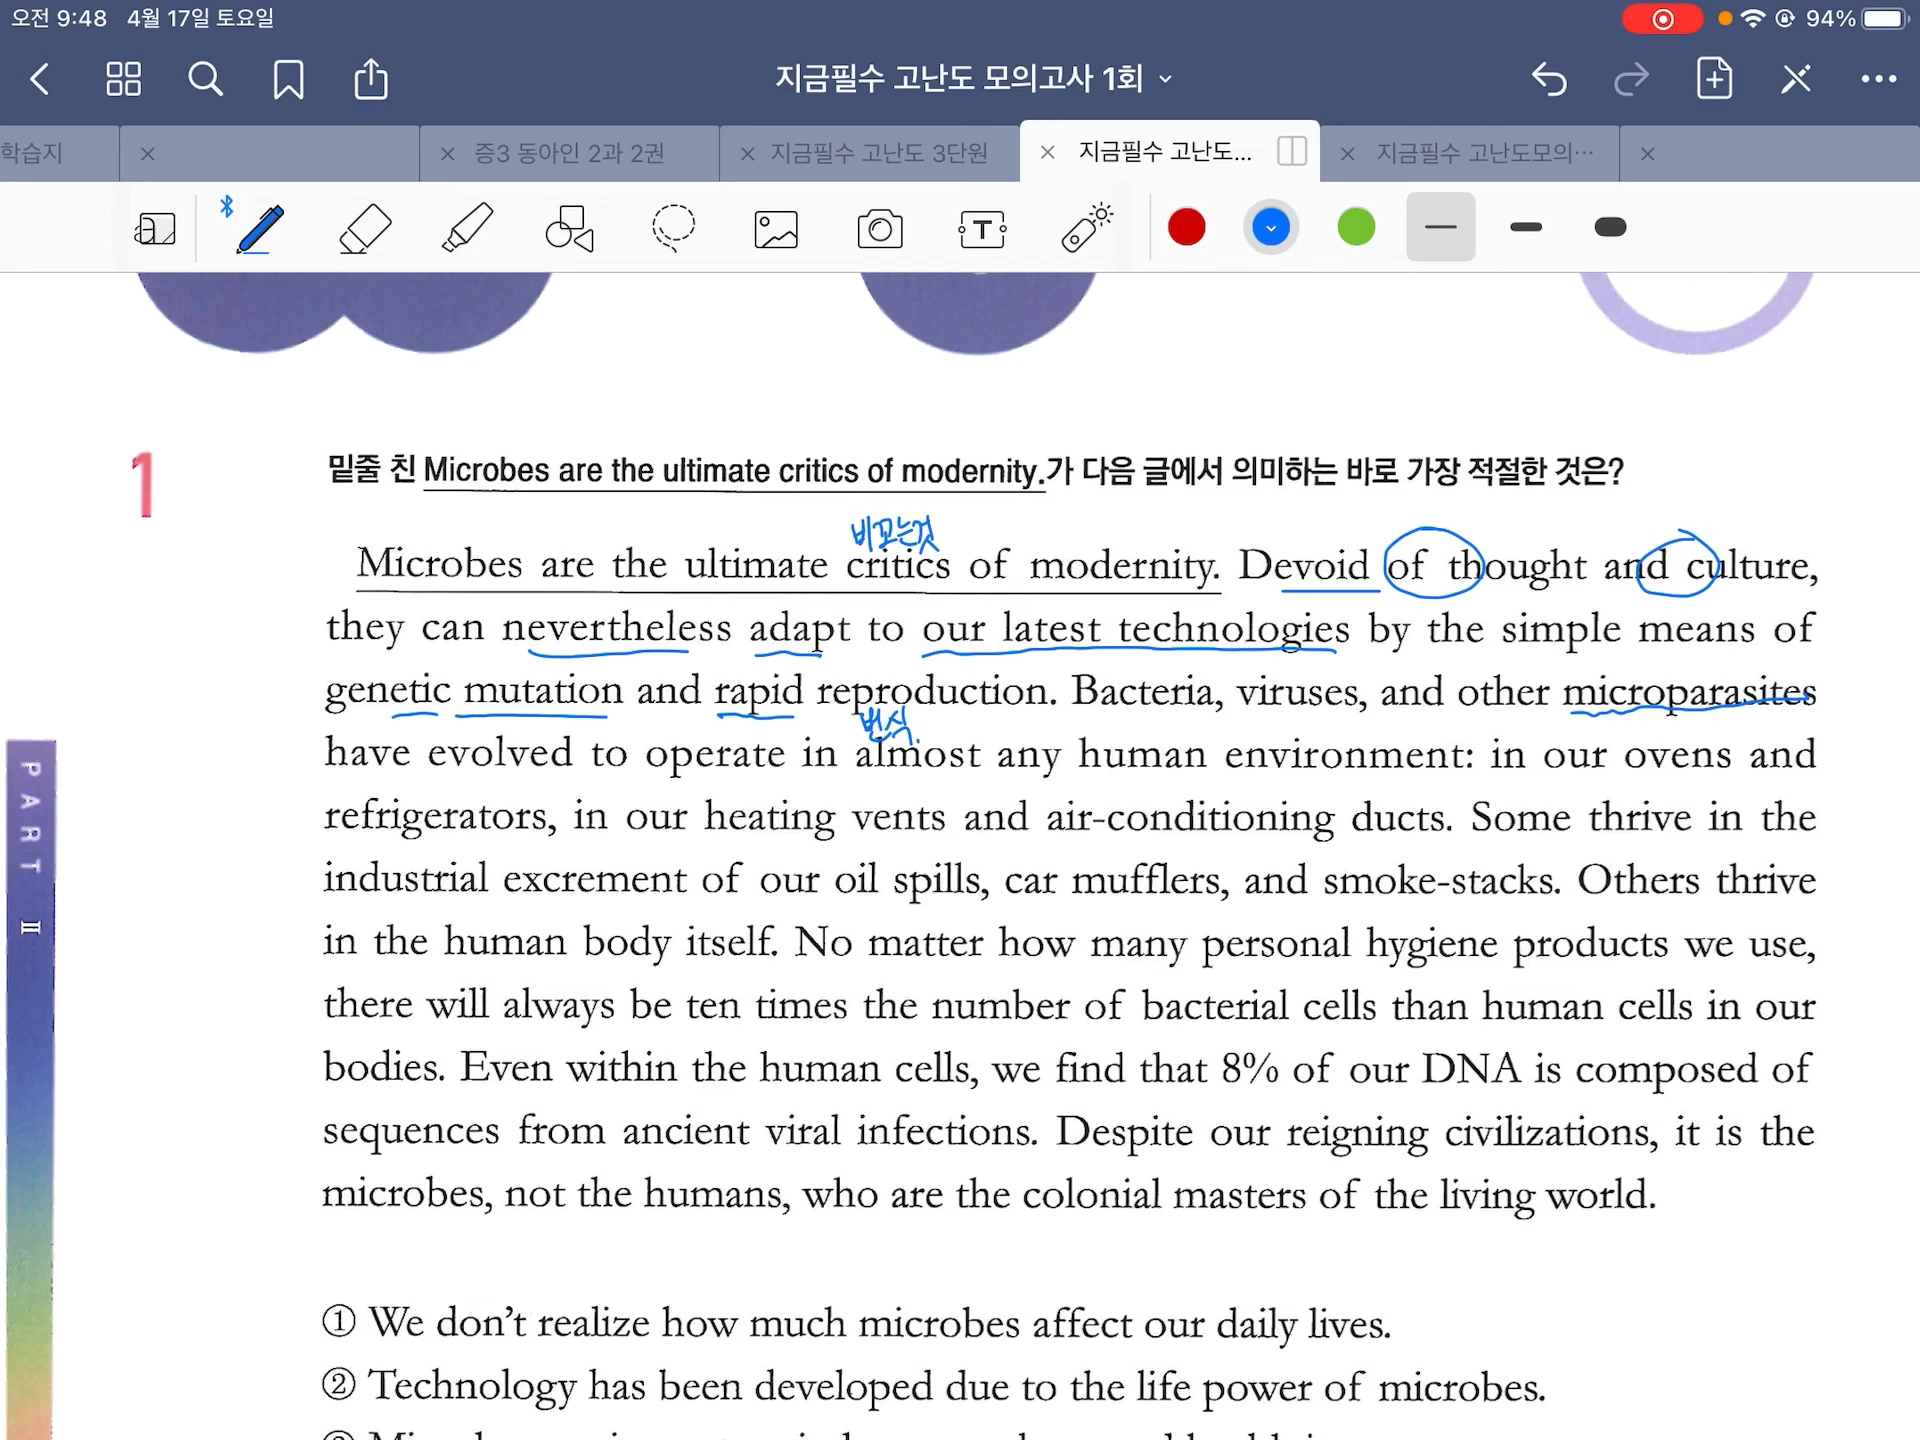 오전 9:48 4월 17일 토요일
94%
지금필수 고난도 모의고사 1회
학습지
증3 동아인 2과 2권
지금필수 고난도 3단원
지금필수 고난도...
지금필수 고난도모의...
1
밑줄 친 Microbes are the ultimate critics of modernity.가 다음 글에서 의미하는 바로 가장 적절한 것은?
비꼬는것
Microbes are the ultimate critics of modernity. Devoid of thought and culture,
they can nevertheless adapt to our latest technologies by the simple means of
genetic mutation and rapid reproduction. Bacteria, viruses, and other microparasites
번식.
have evolved to operate in almost any human environment: in our ovens and
refrigerators, in our heating vents and air-conditioning ducts. Some thrive in the
industrial excrement of our oil spills, car mufflers, and smoke-stacks. Others thrive
in the human body itself. No matter how many personal hygiene products we use,
there will always be ten times the number of bacterial cells than human cells in our
bodies. Even within the human cells, we find that 8% of our DNA is composed of
sequences from ancient viral infections. Despite our reigning civilizations, it is the
microbes, not the humans, who are the colonial masters of the living world.
PART II
① We don't realize how much microbes affect our daily lives.
② Technology has been developed due to the life power of microbes.